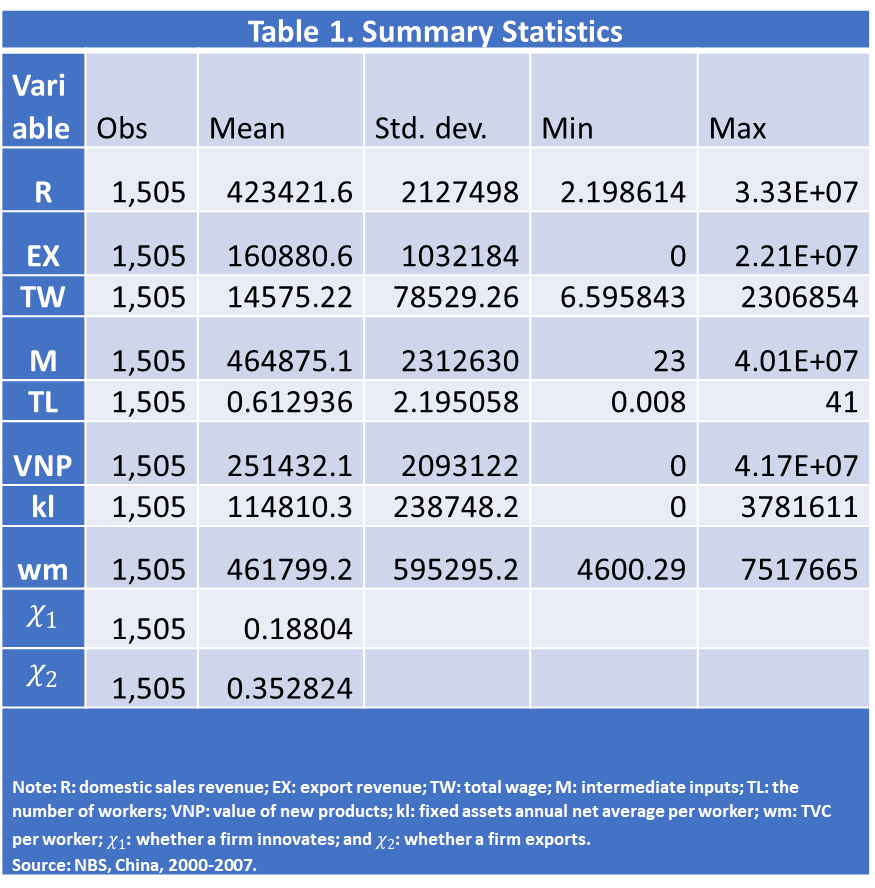 Table 1. Summary Statistics
Vari
able Obs Mean Std. dev. Min Max
R 1,505 423421.6 2127498 2.198614 3.33E+07
EX 1,505 160880.6 1032184 0 2.21E+07
TW 1,505 14575.22 78529.26 6.595843 2306854
M 1,505 464875.1 2312630 23 4.01E+07
TL 1,505 0.612936 2.195058 0.008 41
VNP 1,505 251432.1 2093122 0 4.17E+07
kl 1,505 114810.3 238748.2 0 3781611
wm 1,505 461799.2 595295.2 4600.29 7517665
χ₁ 1,505 0.18804
χ₂ 1,505 0.352824
Note: R: domestic sales revenue; EX: export revenue; TW: total wage; M: intermediate inputs; TL: the
number of workers; VNP: value of new products; kl: fixed assets annual net average per worker; wm: TVC
per worker; χ₁: whether a firm innovates; and χ₂: whether a firm exports.
Source: NBS, China, 2000-2007.